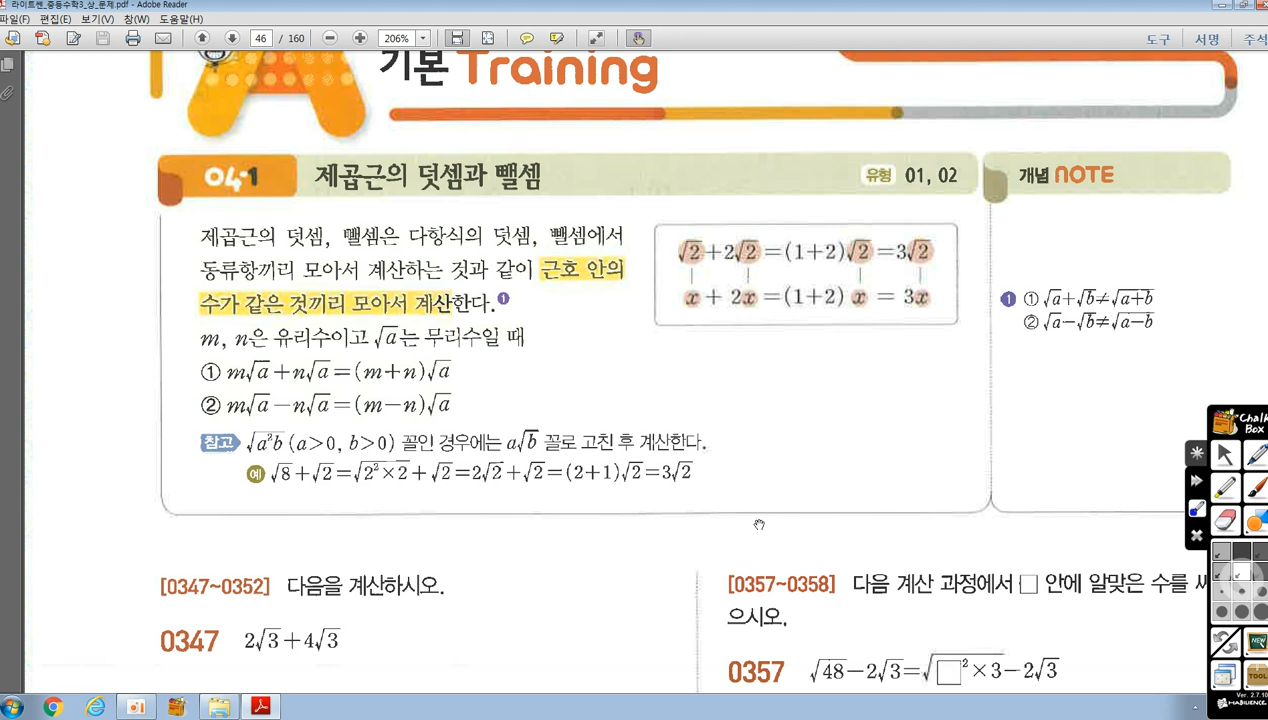 라이트쎈_중등수학3_상_문제.pdf - Adobe Reader
파일(F) 편집(E) 보기(V) 창(W) 도움말(H)
46 / 160 206% 도구 서명 주석
A 기본 Training
04-1 제곱근의 덧셈과 뺄셈 유형 01, 02
제곱근의 덧셈, 뺄셈은 다항식의 덧셈, 뺄셈에서
동류항끼리 모아서 계산하는 것과 같이 근호 안의
수가 같은 것끼리 모아서 계산한다.❶
m, n은 유리수이고 √a는 무리수일 때
① m√a+n√a=(m+n)√a
② m√a-n√a=(m-n)√a
참고 √a²b (a>0, b>0) 꼴인 경우에는 a√b 꼴로 고친 후 계산한다.
예 √8+√2=√2²×2+√2=2√2+√2=(2+1)√2=3√2
√2+2√2=(1+2)√2=3√2
x + 2x=(1+2) x = 3x
개념 NOTE
❶ ① √a+√b≠√a+b
② √a-√b≠√a-b
[0347~0352] 다음을 계산하시오.
0347 2√3+4√3
[0357~0358] 다음 계산 과정에서 □ 안에 알맞은 수를 써
으시오.
0357 √48-2√3=√□²×3-2√3
Chalk
Box
NEW
TOOL
Ver. 2.7.10
HABILIENCE